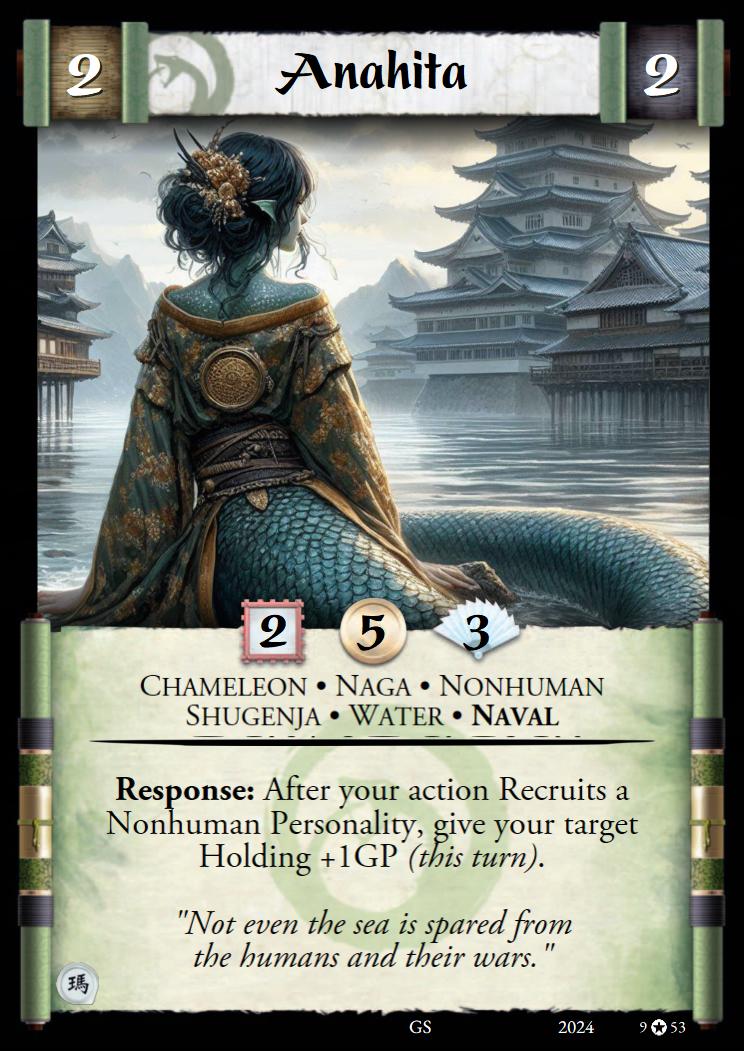 2 Anahita 2
2 5 3
CHAMELEON • NAGA • NONHUMAN
SHUGENJA • WATER • NAVAL
Response: After your action Recruits a
Nonhuman Personality, give your target
Holding +1GP (this turn).
"Not even the sea is spared from
the humans and their wars."
瑪
GS 2024 9 53